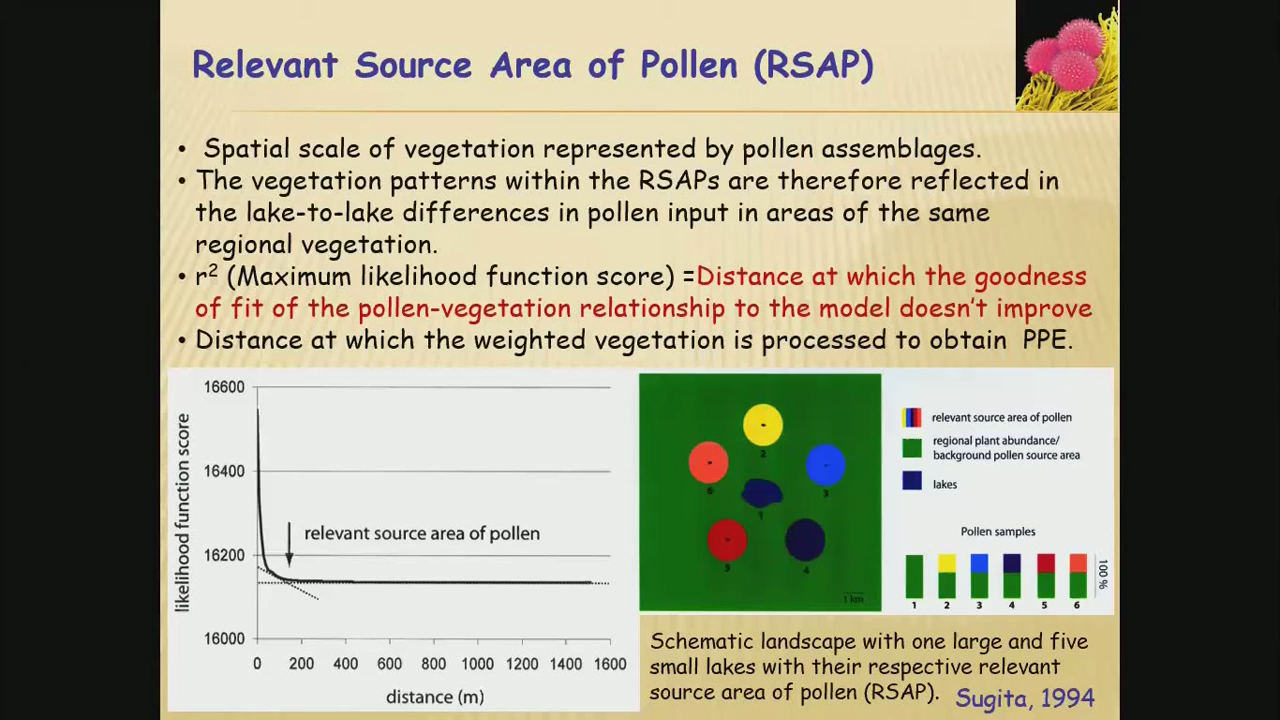 Relevant Source Area of Pollen (RSAP)
• Spatial scale of vegetation represented by pollen assemblages.
• The vegetation patterns within the RSAPs are therefore reflected in
the lake-to-lake differences in pollen input in areas of the same
regional vegetation.
• r² (Maximum likelihood function score) =Distance at which the goodness
of fit of the pollen-vegetation relationship to the model doesn't improve
• Distance at which the weighted vegetation is processed to obtain PPE.
likelihood function score
16600
16400
16200
16000
relevant source area of pollen
0 200 400 600 800 1000 1200 1400 1600
distance (m)
2
6
3
1
5
4
1 km
relevant source area of pollen
regional plant abundance/
background pollen source area
lakes
Pollen samples
100 %
1 2 3 4 5 6
Schematic landscape with one large and five
small lakes with their respective relevant
source area of pollen (RSAP).
Sugita, 1994